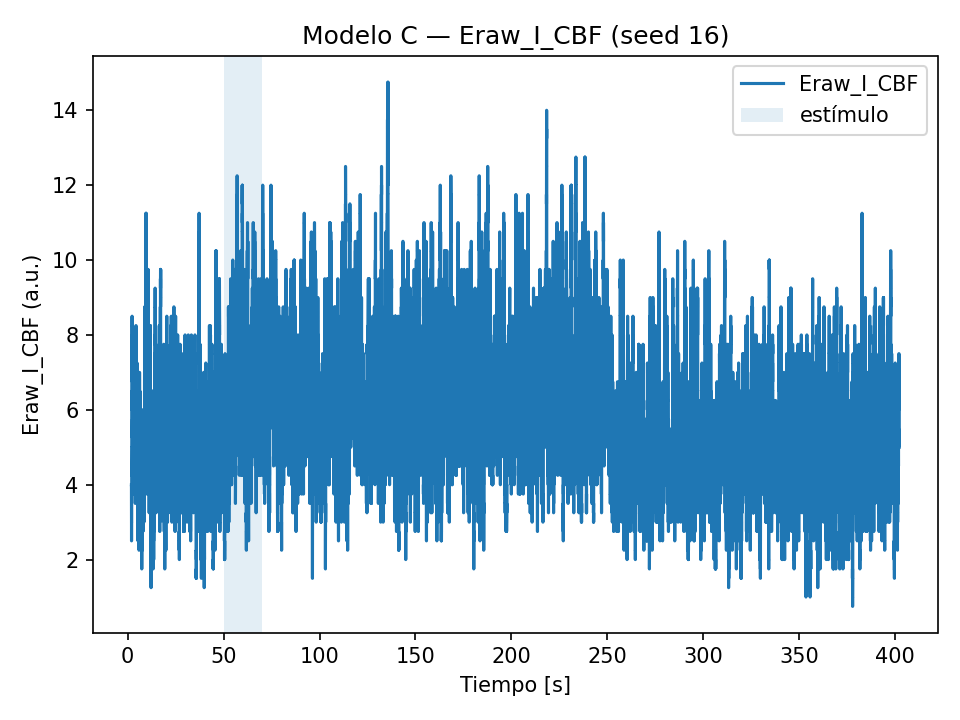 Modelo C — Eraw_I_CBF (seed 16)
Eraw_I_CBF
estímulo
Eraw_I_CBF (a.u.)
14
12
10
8
6
4
2
0 50 100 150 200 250 300 350 400
Tiempo [s]